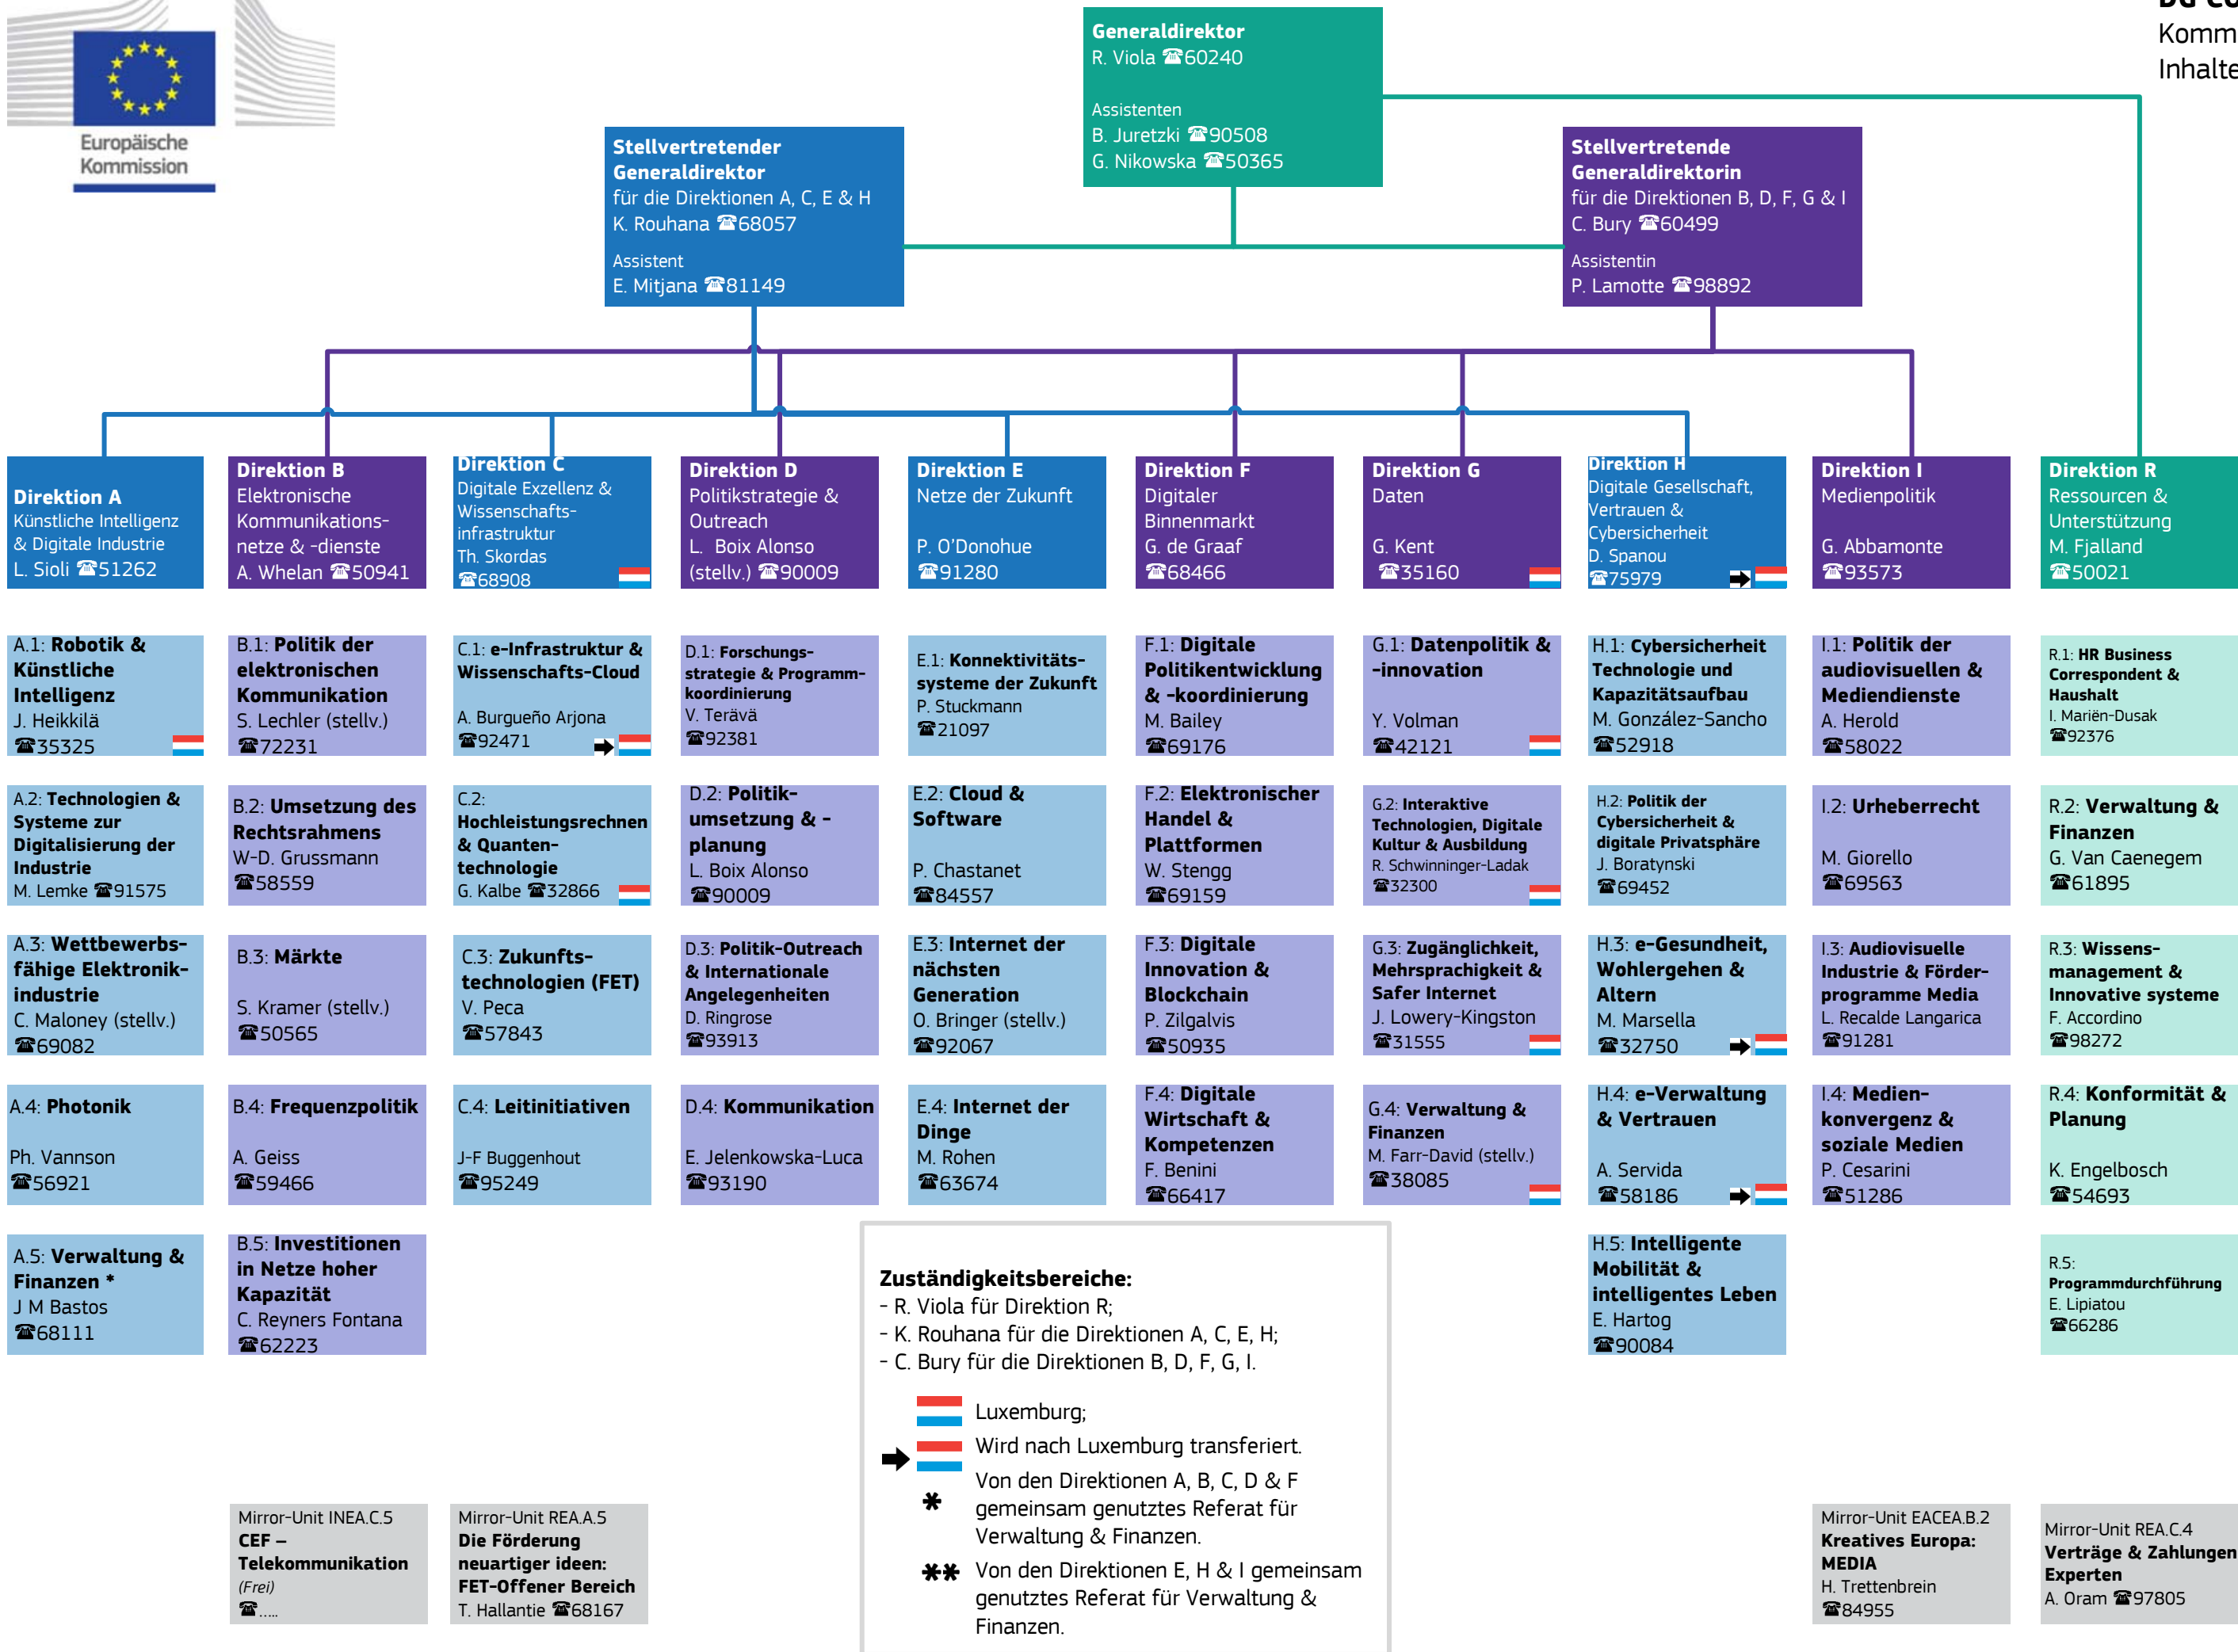 DG CO
Komm
Inhalte
Europäische
Kommission
Generaldirektor
R. Viola ☎60240
Assistenten
B. Juretzki ☎90508
G. Nikowska ☎50365
Stellvertretender
Generaldirektor
für die Direktionen A, C, E & H
K. Rouhana ☎68057
Assistent
E. Mitjana ☎81149
Stellvertretende
Generaldirektorin
für die Direktionen B, D, F, G & I
C. Bury ☎60499
Assistentin
P. Lamotte ☎98892
Direktion A
Künstliche Intelligenz
& Digitale Industrie
L. Sioli ☎51262
Direktion B
Elektronische
Kommunikations-
netze & -dienste
A. Whelan ☎50941
Direktion C
Digitale Exzellenz &
Wissenschafts-
infrastruktur
Th. Skordas
☎68908
Direktion D
Politikstrategie &
Outreach
L. Boix Alonso
(stellv.) ☎90009
Direktion E
Netze der Zukunft
P. O'Donohue
☎91280
Direktion F
Digitaler
Binnenmarkt
G. de Graaf
☎68466
Direktion G
Daten
G. Kent
☎35160
Direktion H
Digitale Gesellschaft,
Vertrauen &
Cybersicherheit
D. Spanou
☎75979
Direktion I
Medienpolitik
G. Abbamonte
☎93573
Direktion R
Ressourcen &
Unterstützung
M. Fjalland
☎50021
A.1: Robotik &
Künstliche
Intelligenz
J. Heikkilä
☎35325
B.1: Politik der
elektronischen
Kommunikation
S. Lechler (stellv.)
☎72231
C.1: e-Infrastruktur &
Wissenschafts-Cloud
A. Burgueño Arjona
☎92471
D.1: Forschungs-
strategie & Programm-
koordinierung
V. Terävä
☎92381
E.1: Konnektivitäts-
systeme der Zukunft
P. Stuckmann
☎21097
F.1: Digitale
Politikentwicklung
& -koordinierung
M. Bailey
☎69176
G.1: Datenpolitik &
-innovation
Y. Volman
☎42121
H.1: Cybersicherheit
Technologie und
Kapazitätsaufbau
M. González-Sancho
☎52918
I.1: Politik der
audiovisuellen &
Mediendienste
A. Herold
☎58022
R.1: HR Business
Correspondent &
Haushalt
I. Mariën-Dusak
☎92376
A.2: Technologien &
Systeme zur
Digitalisierung der
Industrie
M. Lemke ☎91575
B.2: Umsetzung des
Rechtsrahmens
W-D. Grussmann
☎58559
C.2:
Hochleistungsrechnen
& Quanten-
technologie
G. Kalbe ☎32866
D.2: Politik-
umsetzung & -
planung
L. Boix Alonso
☎90009
E.2: Cloud &
Software
P. Chastanet
☎84557
F.2: Elektronischer
Handel &
Plattformen
W. Stengg
☎69159
G.2: Interaktive
Technologien, Digitale
Kultur & Ausbildung
R. Schwinninger-Ladak
☎32300
H.2: Politik der
Cybersicherheit &
digitale Privatsphäre
J. Boratynski
☎69452
I.2: Urheberrecht
M. Giorello
☎69563
R.2: Verwaltung &
Finanzen
G. Van Caenegem
☎61895
A.3: Wettbewerbs-
fähige Elektronik-
industrie
C. Maloney (stellv.)
☎69082
B.3: Märkte
S. Kramer (stellv.)
☎50565
C.3: Zukunfts-
technologien (FET)
V. Peca
☎57843
D.3: Politik-Outreach
& Internationale
Angelegenheiten
D. Ringrose
☎93913
E.3: Internet der
nächsten
Generation
O. Bringer (stellv.)
☎92067
F.3: Digitale
Innovation &
Blockchain
P. Zilgalvis
☎50935
G.3: Zugänglichkeit,
Mehrsprachigkeit &
Safer Internet
J. Lowery-Kingston
☎31555
H.3: e-Gesundheit,
Wohlergehen &
Altern
M. Marsella
☎32750
I.3: Audiovisuelle
Industrie & Förder-
programme Media
L. Recalde Langarica
☎91281
R.3: Wissens-
management &
Innovative systeme
F. Accordino
☎98272
A.4: Photonik
Ph. Vannson
☎56921
B.4: Frequenzpolitik
A. Geiss
☎59466
C.4: Leitinitiativen
J-F Buggenhout
☎95249
D.4: Kommunikation
E. Jelenkowska-Luca
☎93190
E.4: Internet der
Dinge
M. Rohen
☎63674
F.4: Digitale
Wirtschaft &
Kompetenzen
F. Benini
☎66417
G.4: Verwaltung &
Finanzen
M. Farr-David (stellv.)
☎38085
H.4: e-Verwaltung
& Vertrauen
A. Servida
☎58186
I.4: Medien-
konvergenz &
soziale Medien
P. Cesarini
☎51286
R.4: Konformität &
Planung
K. Engelbosch
☎54693
A.5: Verwaltung &
Finanzen *
J M Bastos
☎68111
B.5: Investitionen
in Netze hoher
Kapazität
C. Reyners Fontana
☎62223
H.5: Intelligente
Mobilität &
intelligentes Leben
E. Hartog
☎90084
R.5:
Programmdurchführung
E. Lipiatou
☎66286
Zuständigkeitsbereiche:
- R. Viola für Direktion R;
- K. Rouhana für die Direktionen A, C, E, H;
- C. Bury für die Direktionen B, D, F, G, I.
Luxemburg;
Wird nach Luxemburg transferiert.
* Von den Direktionen A, B, C, D & F
gemeinsam genutztes Referat für
Verwaltung & Finanzen.
** Von den Direktionen E, H & I gemeinsam
genutztes Referat für Verwaltung &
Finanzen.
Mirror-Unit INEA.C.5
CEF –
Telekommunikation
(Frei)
☎.....
Mirror-Unit REA.A.5
Die Förderung
neuartiger ideen:
FET-Offener Bereich
T. Hallantie ☎68167
Mirror-Unit EACEA.B.2
Kreatives Europa:
MEDIA
H. Trettenbrein
☎84955
Mirror-Unit REA.C.4
Verträge & Zahlungen
Experten
A. Oram ☎97805